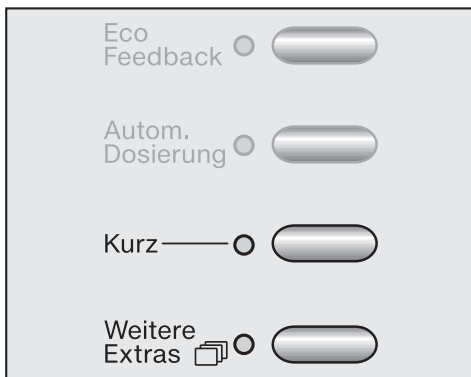 Eco
Feedback
Autom.
Dosierung
Kurz
Weitere
Extras